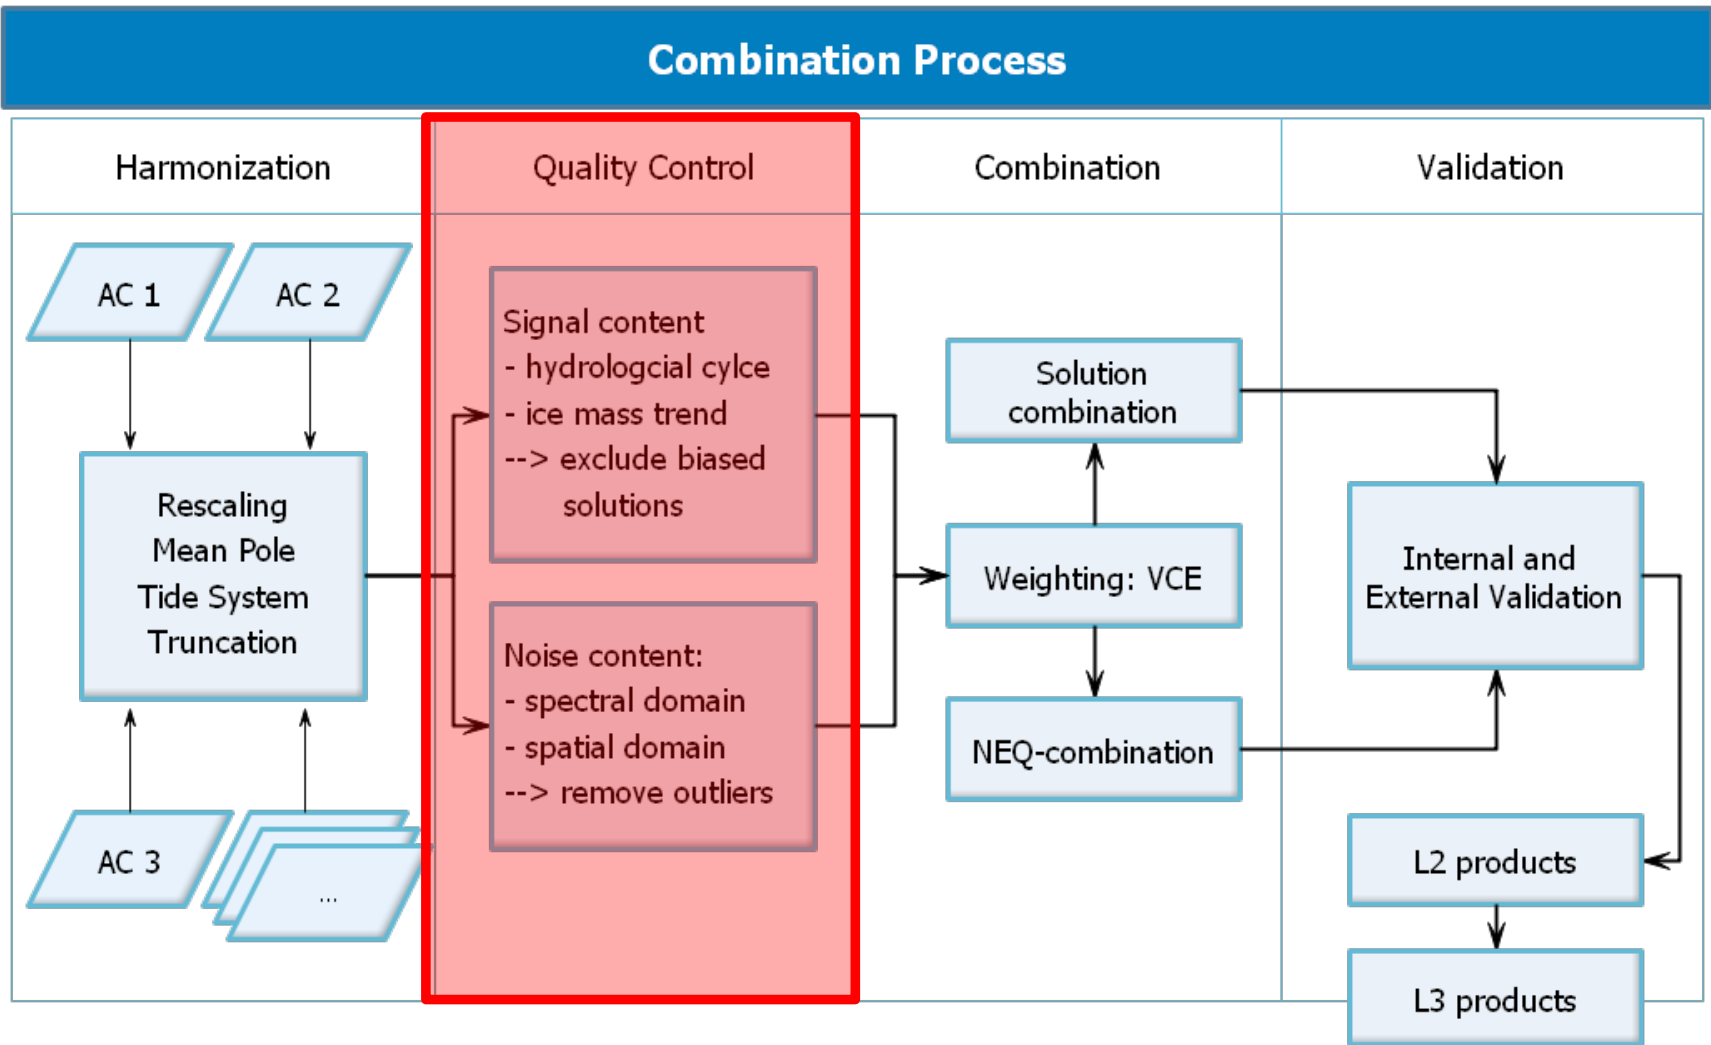 Combination Process
Harmonization
Quality Control
Combination
Validation
AC 1
AC 2
Rescaling
Mean Pole
Tide System
Truncation
AC 3
...
Signal content
- hydrologcial cylce
- ice mass trend
--> exclude biased
solutions
Noise content:
- spectral domain
- spatial domain
--> remove outliers
Solution
combination
Weighting: VCE
NEQ-combination
Internal and
External Validation
L2 products
L3 products